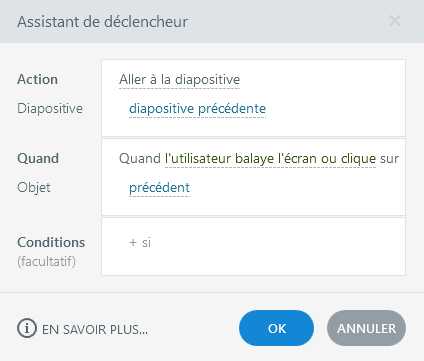 Assistant de déclencheur ×
Action Aller à la diapositive
Diapositive diapositive précédente
Quand Quand l'utilisateur balaye l'écran ou clique sur
Objet précédent
Conditions + si
(facultatif)
EN SAVOIR PLUS... OK ANNULER